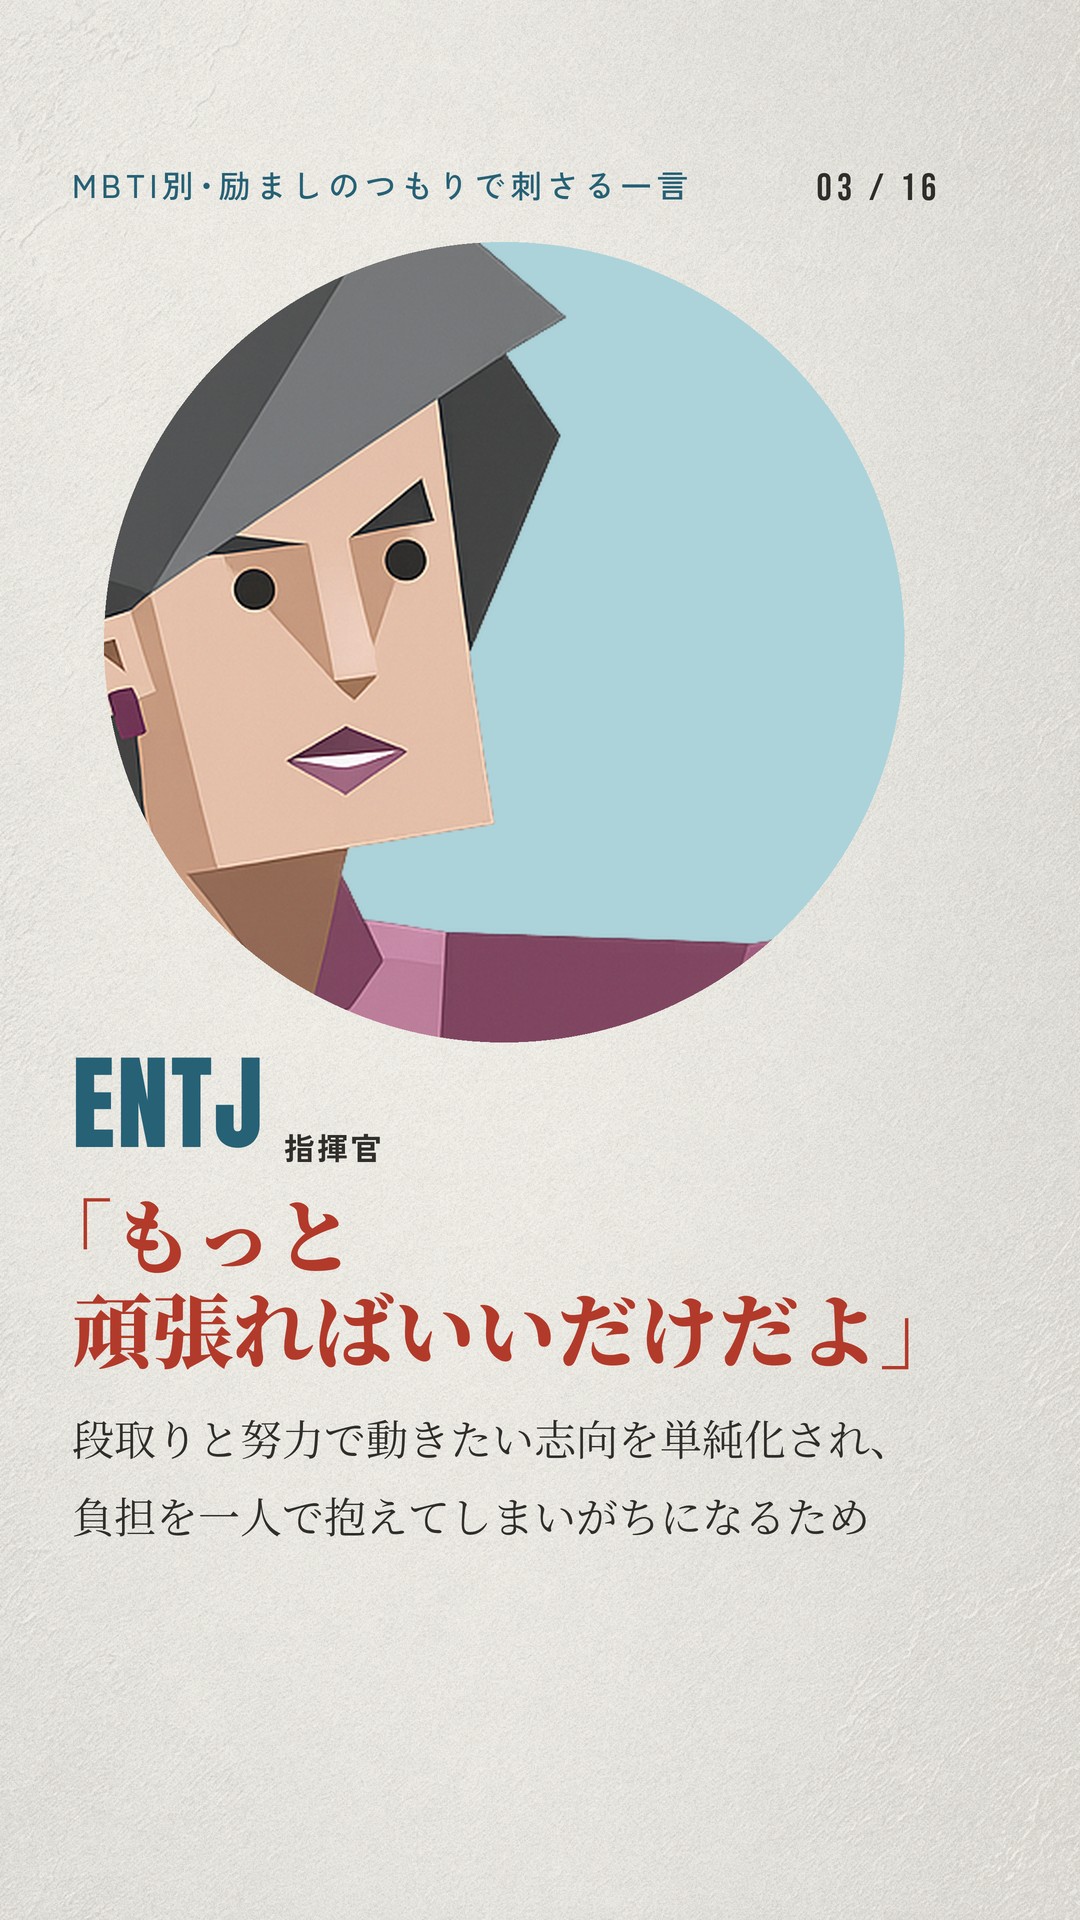 MBTI別・励ましのつもりで刺さる一言
03 / 16
ENTJ
指揮官
「もっと
頑張ればいいだけだよ」
段取りと努力で動きたい志向を単純化され、
負担を一人で抱えてしまいがちになるため